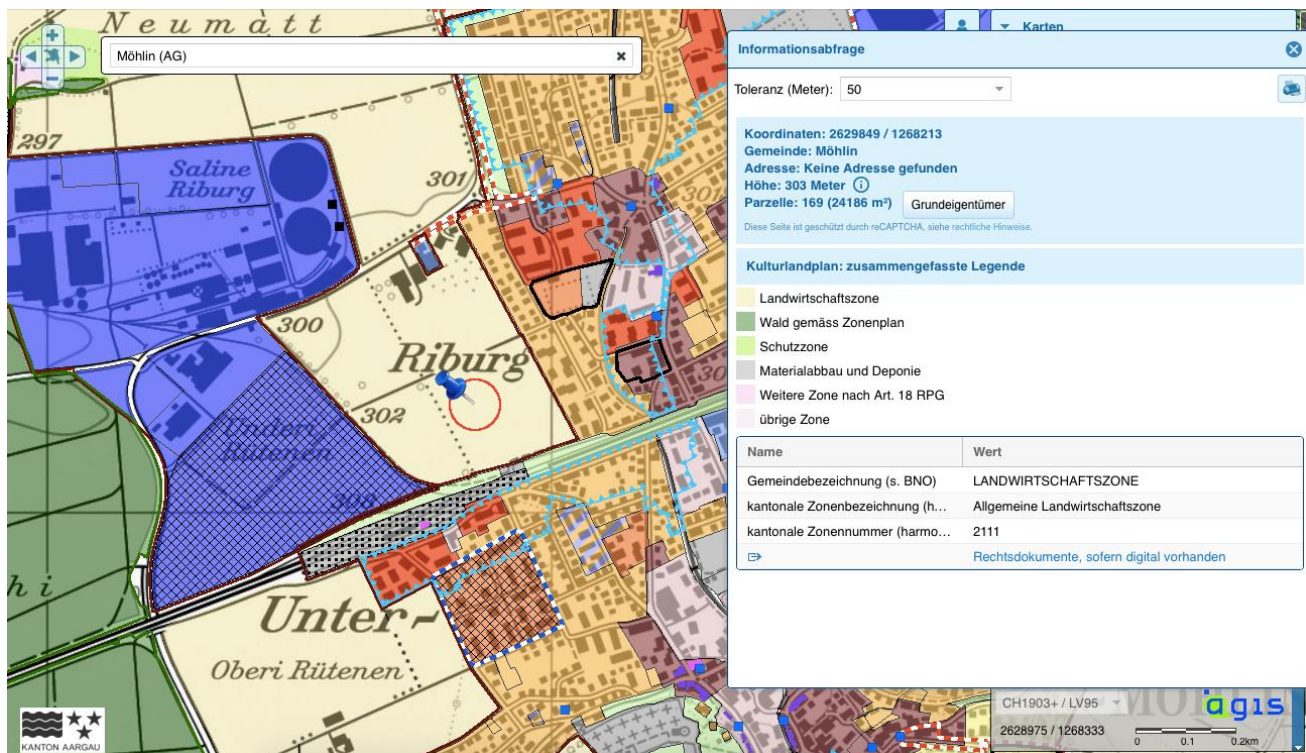 Neumatt
Karten
Möhlin (AG)
Informationsabfrage
Toleranz (Meter): 50
297
Saline
Riburg
301
Koordinaten: 2629849 / 1268213
Gemeinde: Möhlin
Adresse: Keine Adresse gefunden
Höhe: 303 Meter
Parzelle: 169 (24186 m²) Grundeigentümer
Diese Seite ist geschützt durch reCAPTCHA, siehe rechtliche Hinweise.
Kulturlandplan: zusammengefasste Legende
Landwirtschaftszone
Wald gemäss Zonenplan
Schutzzone
Materialabbau und Deponie
Weitere Zone nach Art. 18 RPG
übrige Zone
300
Riburg
302
Underi
Rütenen
Name Wert
Gemeindebezeichnung (s. BNO) LANDWIRTSCHAFTSZONE
kantonale Zonenbezeichnung (h... Allgemeine Landwirtschaftszone
kantonale Zonennummer (harmo... 2111
Rechtsdokumente, sofern digital vorhanden
Unter-
Oberi Rütenen
CH1903+ / LV95
2628975 / 1268333
agis
0 0.1 0.2km
KANTON AARGAU